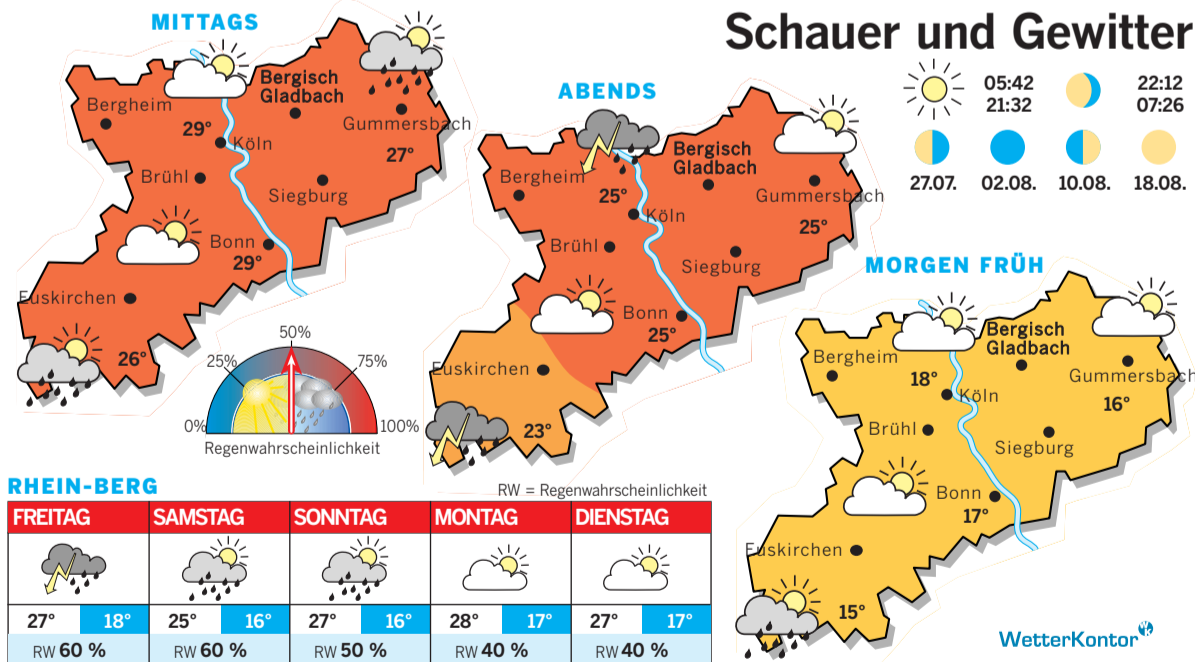 Schauer und Gewitter
05:42
21:32
22:12
07:26
27.07.
02.08.
10.08.
18.08.
MITTAGS
Bergheim
Bergisch
Gladbach
Gummersbach
29°
Köln
27°
Brühl
Siegburg
Bonn
29°
Euskirchen
26°
ABENDS
Bergheim
Bergisch
Gladbach
Gummersbach
25°
Köln
25°
Brühl
Siegburg
Bonn
25°
Euskirchen
23°
MORGEN FRÜH
Bergheim
Bergisch
Gladbach
Gummersbach
18°
Köln
16°
Brühl
Siegburg
Bonn
17°
Euskirchen
15°
50%
25%
75%
0%
100%
Regenwahrscheinlichkeit
RHEIN-BERG
RW = Regenwahrscheinlichkeit
FREITAG SAMSTAG SONNTAG MONTAG DIENSTAG
27° 18° 25° 16° 27° 16° 28° 17° 27° 17°
RW 60 % RW 60 % RW 50 % RW 40 % RW 40 %
WetterKontor